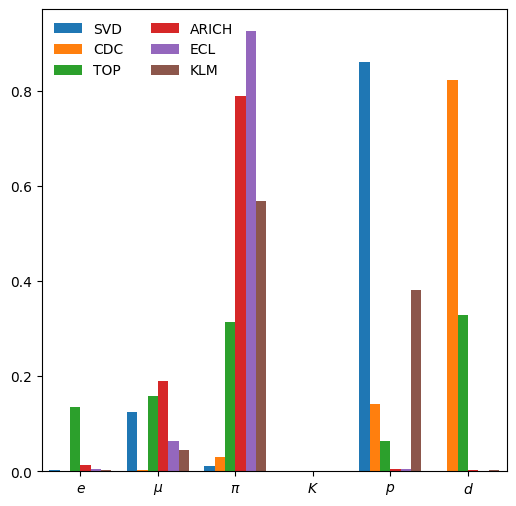 SVD ARICH
CDC ECL
TOP KLM
0.8
0.6
0.4
0.2
0.0
e μ π K p d